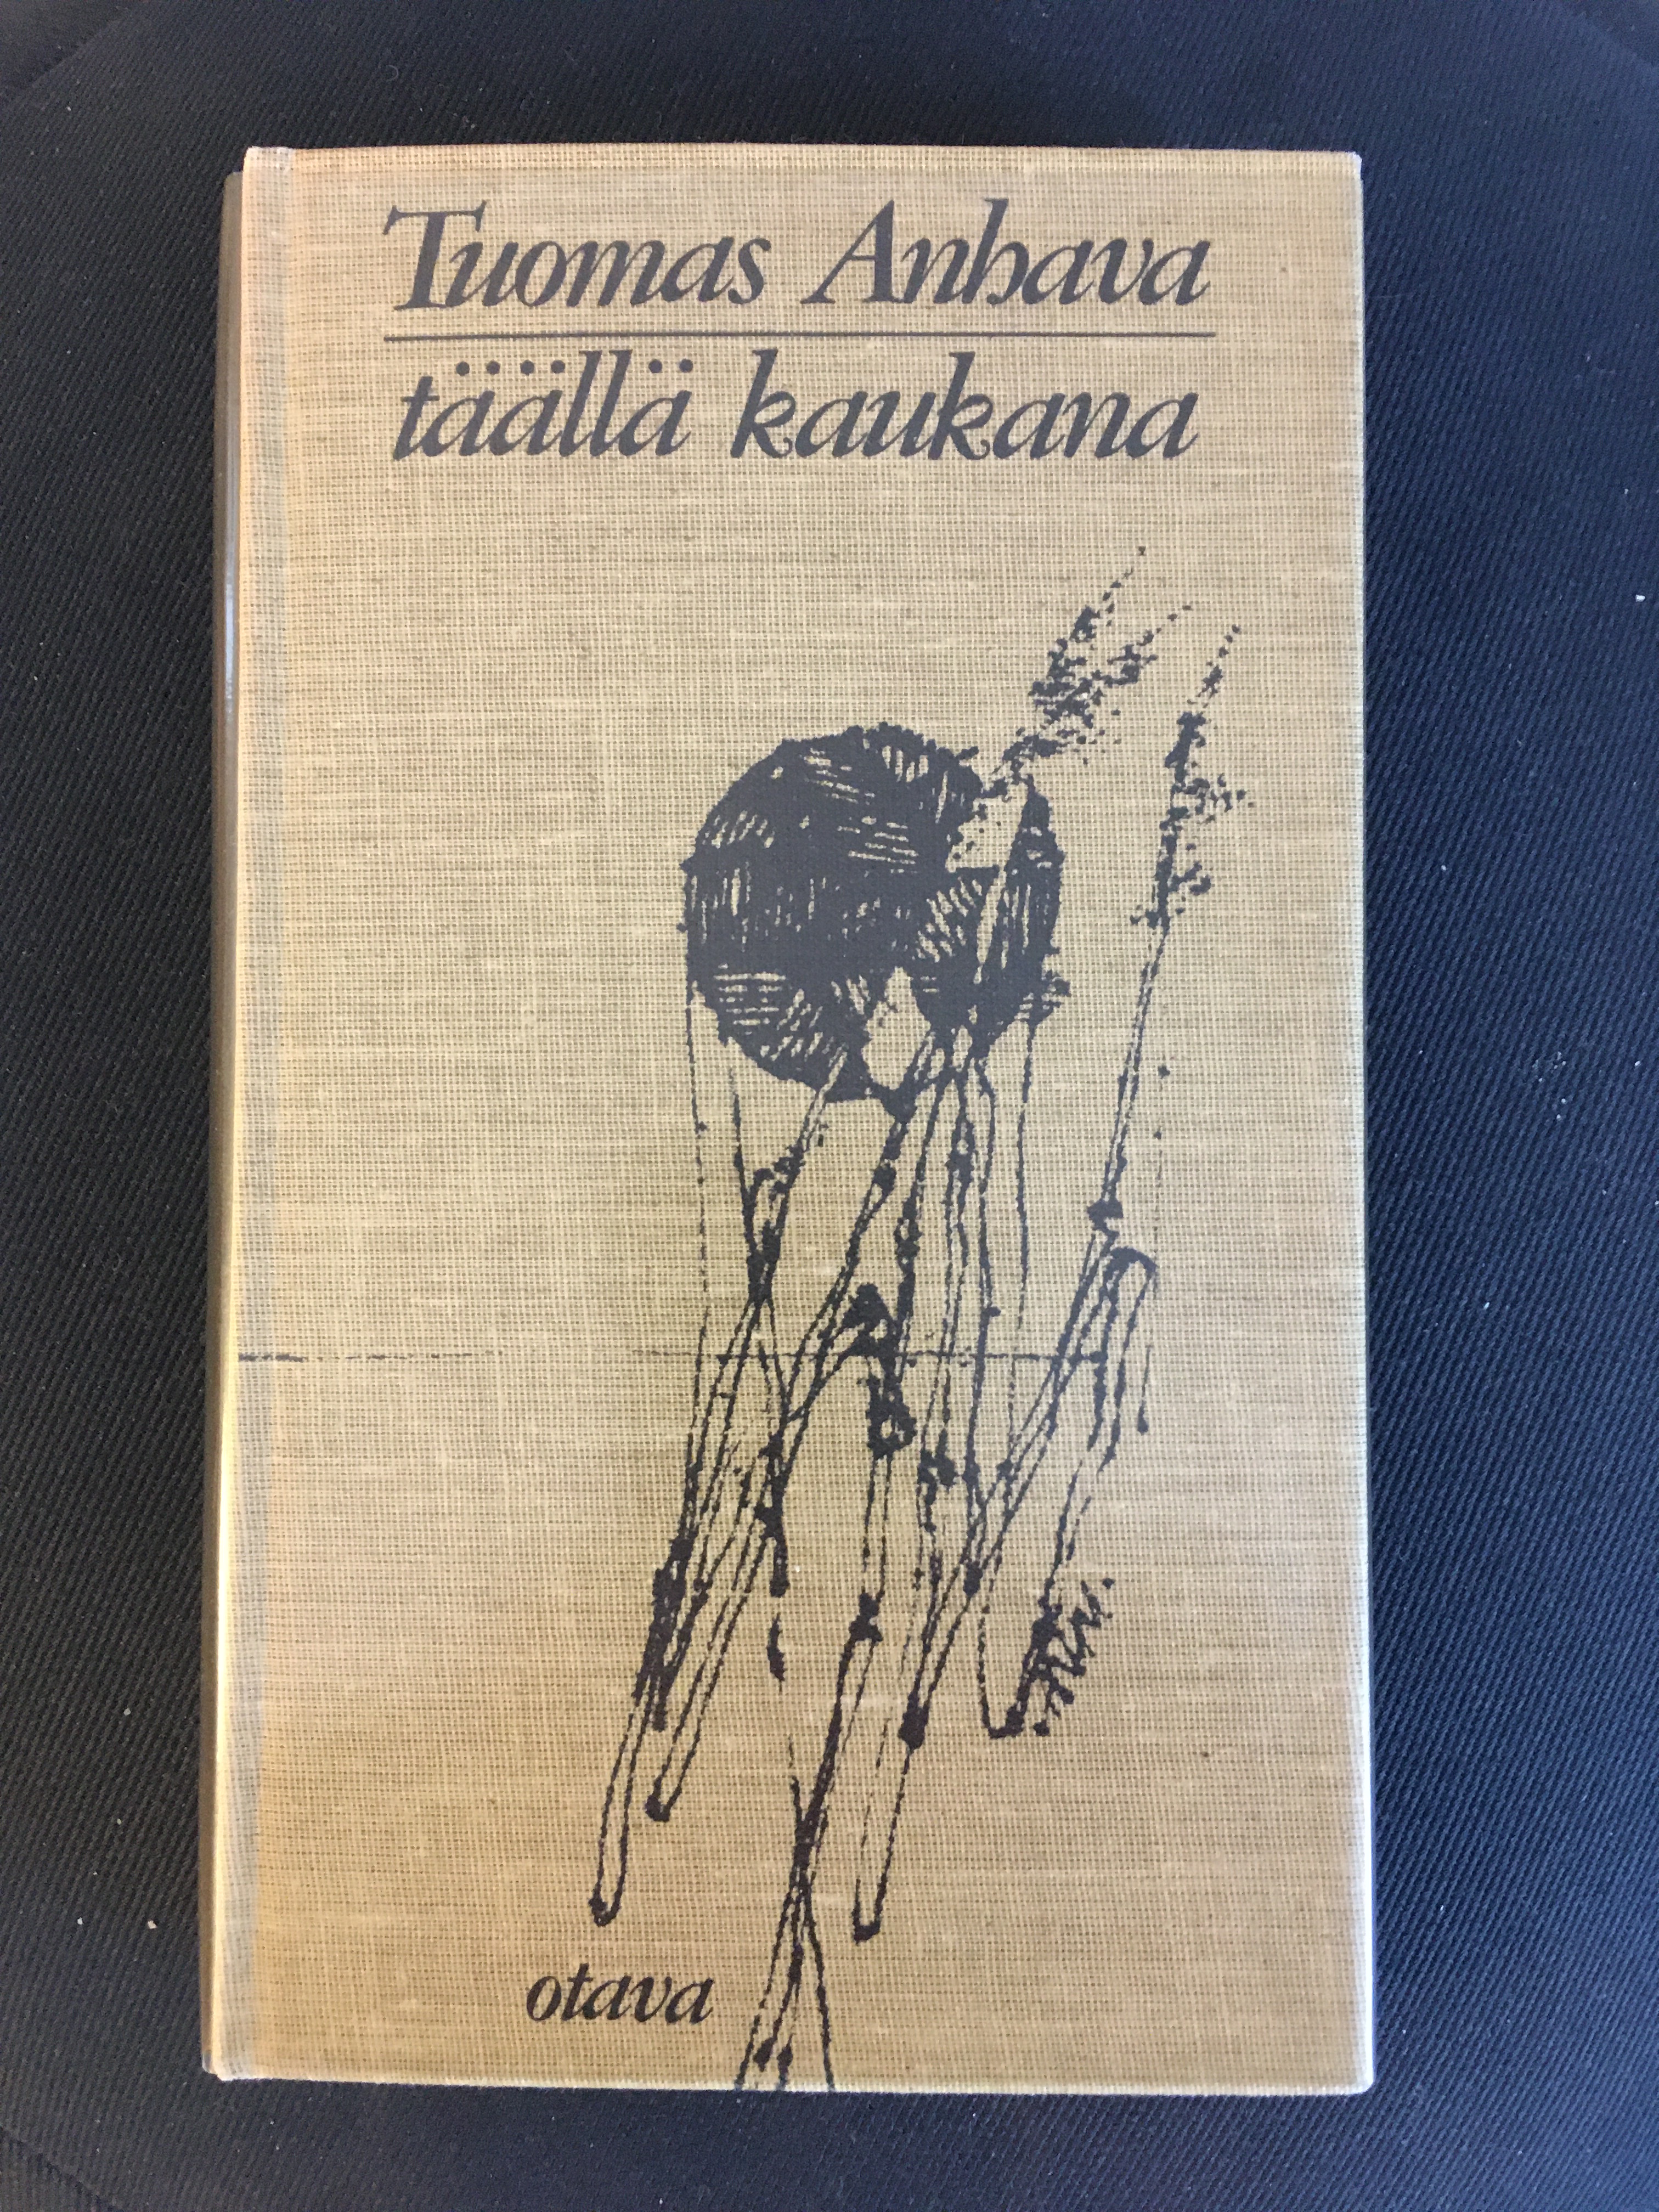 Tuomas Anhava
täällä kaukana
otava